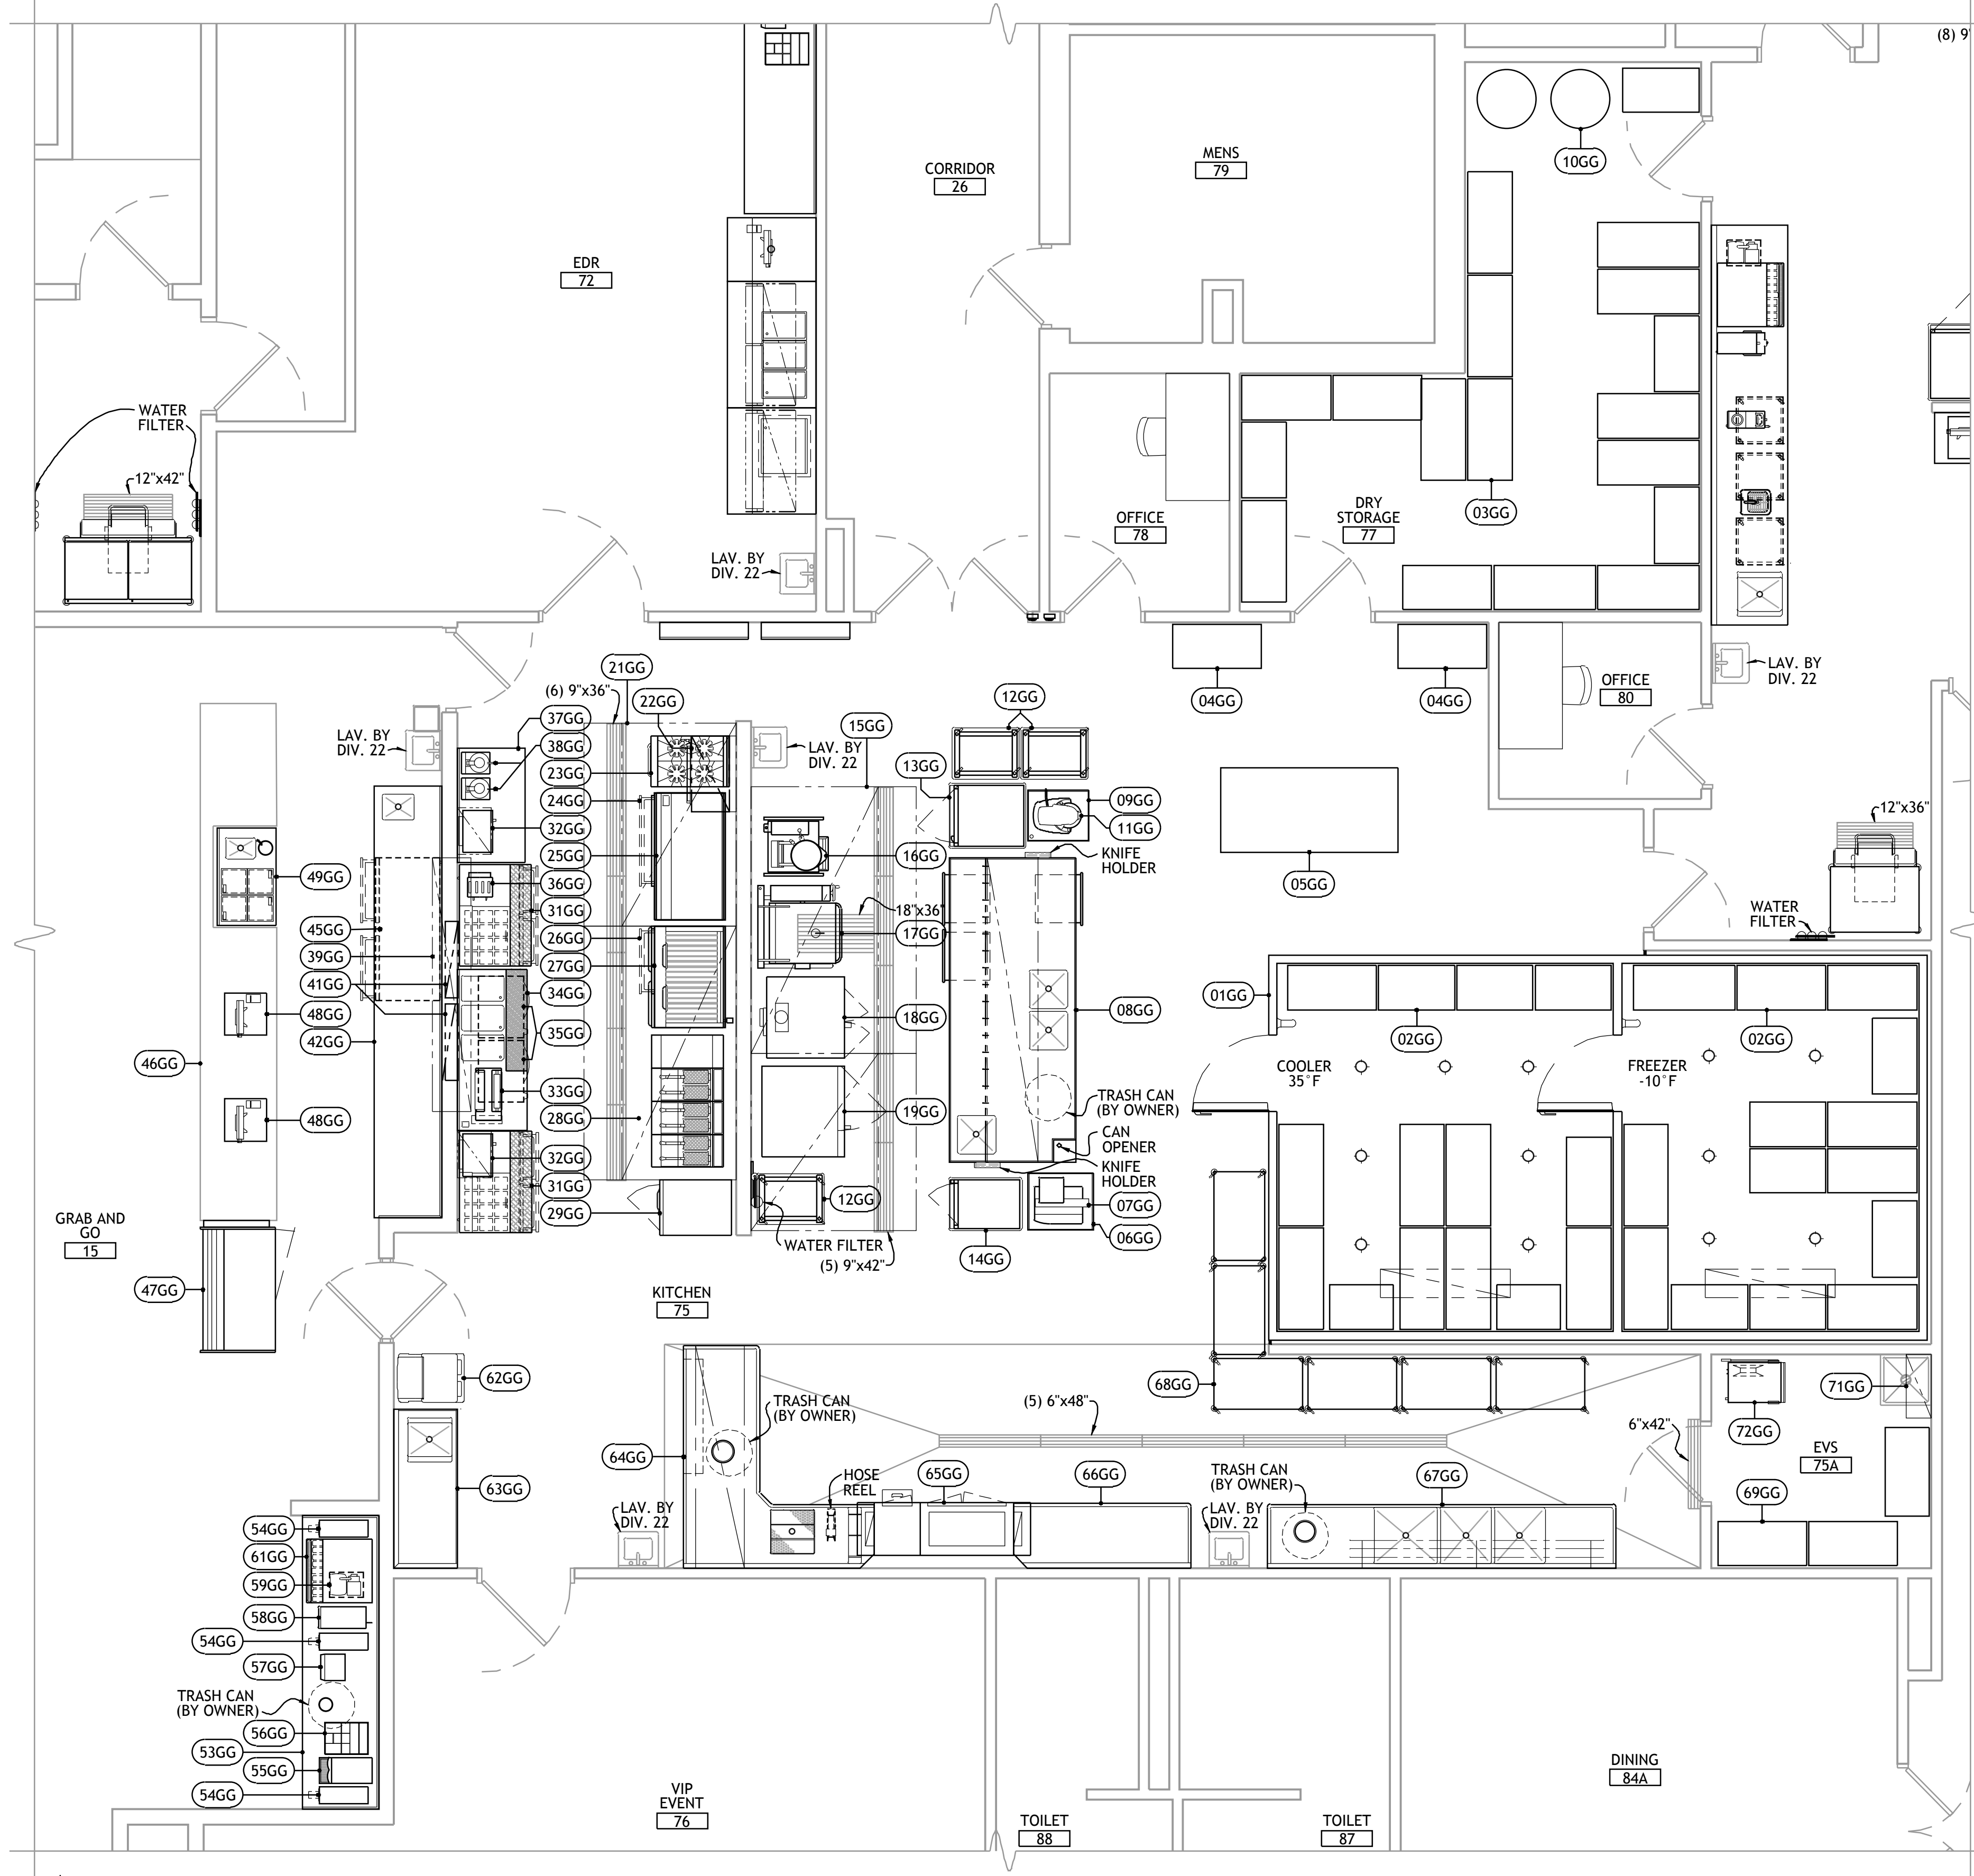 (8) 9"
MENS
79
CORRIDOR
26
10GG
EDR
72
WATER
FILTER
12"x42"
LAV. BY
DIV. 22
OFFICE
78
DRY
STORAGE
77
03GG
LAV. BY
DIV. 22
OFFICE
80
04GG
04GG
21GG
(6) 9"x36"
22GG
12GG
15GG
37GG
38GG
23GG
24GG
32GG
25GG
36GG
31GG
26GG
27GG
34GG
35GG
33GG
28GG
32GG
31GG
29GG
LAV. BY
DIV. 22
LAV. BY
DIV. 22
13GG
09GG
11GG
KNIFE
HOLDER
16GG
18"x36"
17GG
18GG
19GG
12GG
WATER FILTER
(5) 9"x42"
08GG
TRASH CAN
(BY OWNER)
CAN
OPENER
KNIFE
HOLDER
07GG
06GG
14GG
05GG
12"x36"
WATER
FILTER
49GG
45GG
39GG
41GG
48GG
42GG
46GG
48GG
GRAB AND
GO
15
47GG
01GG
02GG
02GG
COOLER
35°F
FREEZER
-10°F
KITCHEN
75
62GG
63GG
64GG
TRASH CAN
(BY OWNER)
HOSE
REEL
65GG
66GG
(5) 6"x48"
68GG
TRASH CAN
(BY OWNER)
67GG
LAV. BY
DIV. 22
LAV. BY
DIV. 22
6"x42"
72GG
71GG
EVS
75A
69GG
54GG
61GG
59GG
58GG
54GG
57GG
TRASH CAN
(BY OWNER)
56GG
53GG
55GG
54GG
VIP
EVENT
76
TOILET
88
TOILET
87
DINING
84A